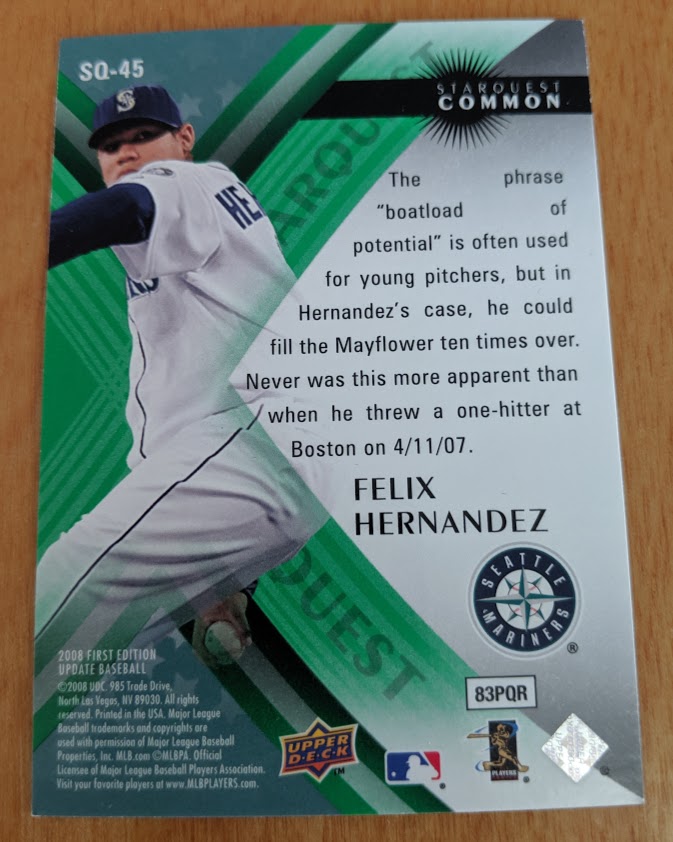 SQ-45
STARQUEST
COMMON
S
HE
STARQUEST
The phrase
"boatload of
potential" is often used
for young pitchers, but in
Hernandez's case, he could
fill the Mayflower ten times over.
Never was this more apparent than
when he threw a one-hitter at
Boston on 4/11/07.
FELIX
HERNANDEZ
SEATTLE
MARINERS
®
QUEST
2008 FIRST EDITION
UPDATE BASEBALL
©2008 UDC. 985 Trade Drive,
North Las Vegas, NV 89030. All rights
reserved. Printed in the USA. Major League
Baseball trademarks and copyrights are
used with permission of Major League Baseball
Properties, Inc. MLB.com ©MLBPA. Official
Licensee of Major League Baseball Players Association.
Visit your favorite players at www.MLBPLAYERS.com.
83PQR
UPPER
D·E·C·K
TM
®
PLAYERS